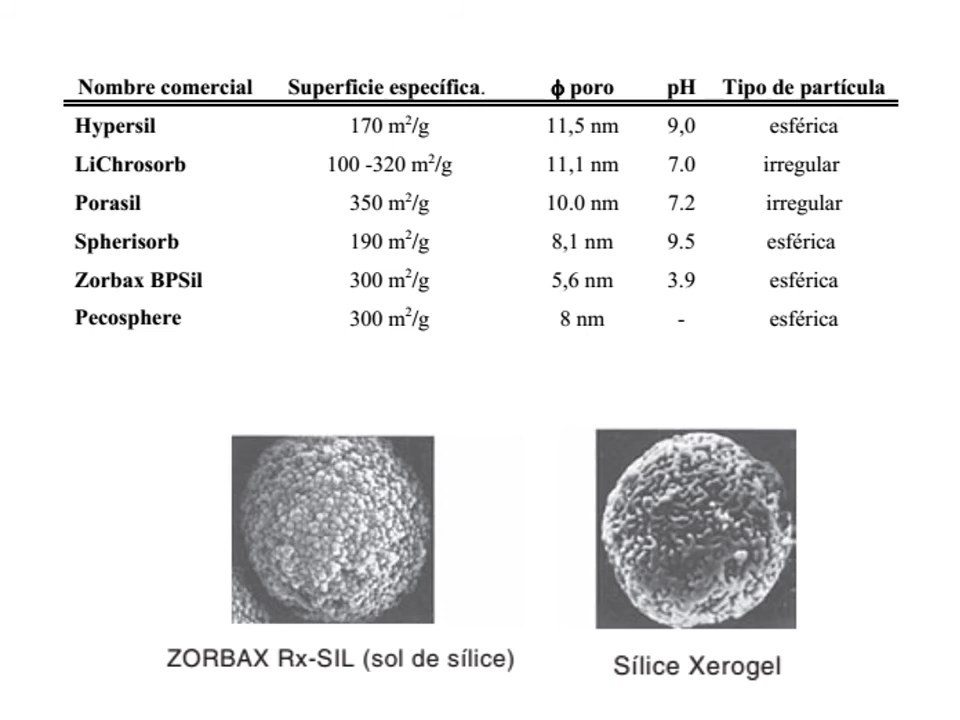 Nombre comercial Superficie específica. ϕ poro pH Tipo de partícula
Hypersil 170 m²/g 11,5 nm 9,0 esférica
LiChrosorb 100 -320 m²/g 11,1 nm 7.0 irregular
Porasil 350 m²/g 10.0 nm 7.2 irregular
Spherisorb 190 m²/g 8,1 nm 9.5 esférica
Zorbax BPSil 300 m²/g 5,6 nm 3.9 esférica
Pecosphere 300 m²/g 8 nm - esférica
ZORBAX Rx-SIL (sol de sílice)
Sílice Xerogel